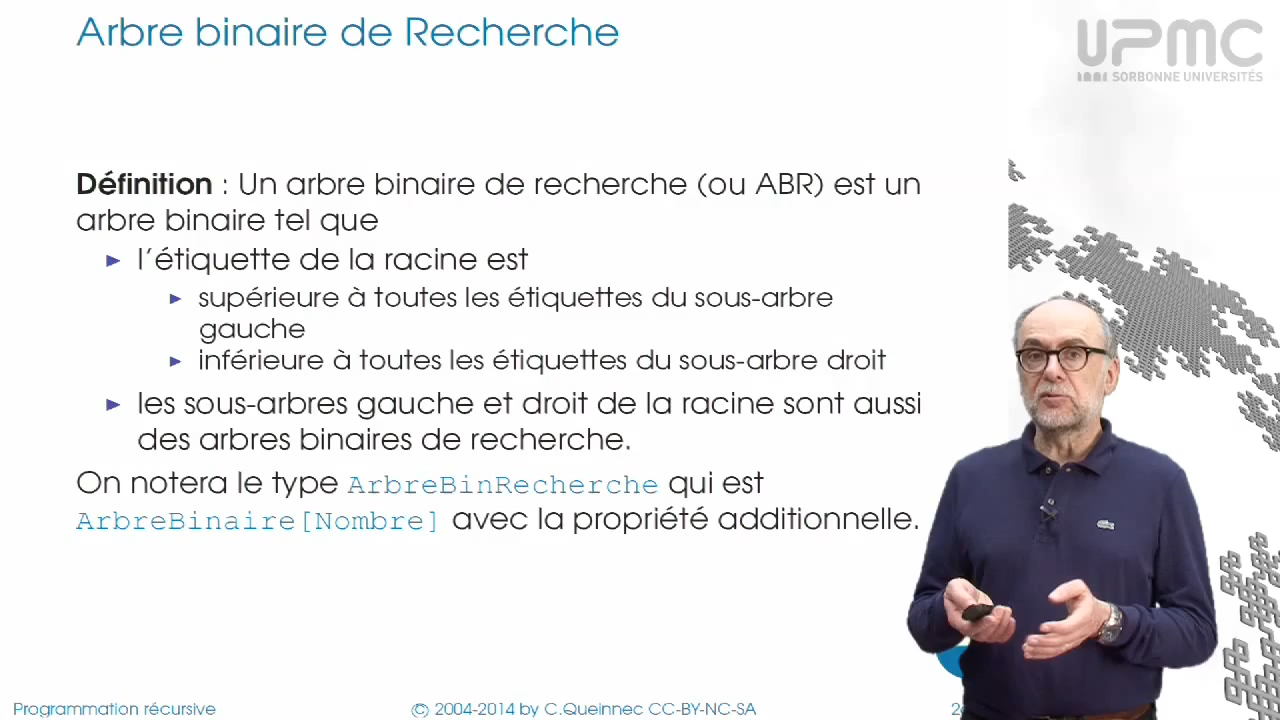 Arbre binaire de Recherche
UPMC
SORBONNE UNIVERSITÉS
Définition : Un arbre binaire de recherche (ou ABR) est un
arbre binaire tel que
l'étiquette de la racine est
supérieure à toutes les étiquettes du sous-arbre
gauche
inférieure à toutes les étiquettes du sous-arbre droit
les sous-arbres gauche et droit de la racine sont aussi
des arbres binaires de recherche.
On notera le type ArbreBinRecherche qui est
ArbreBinaire[Nombre] avec la propriété additionnelle.
Programmation récursive
© 2004-2014 by C.Queinnec CC-BY-NC-SA